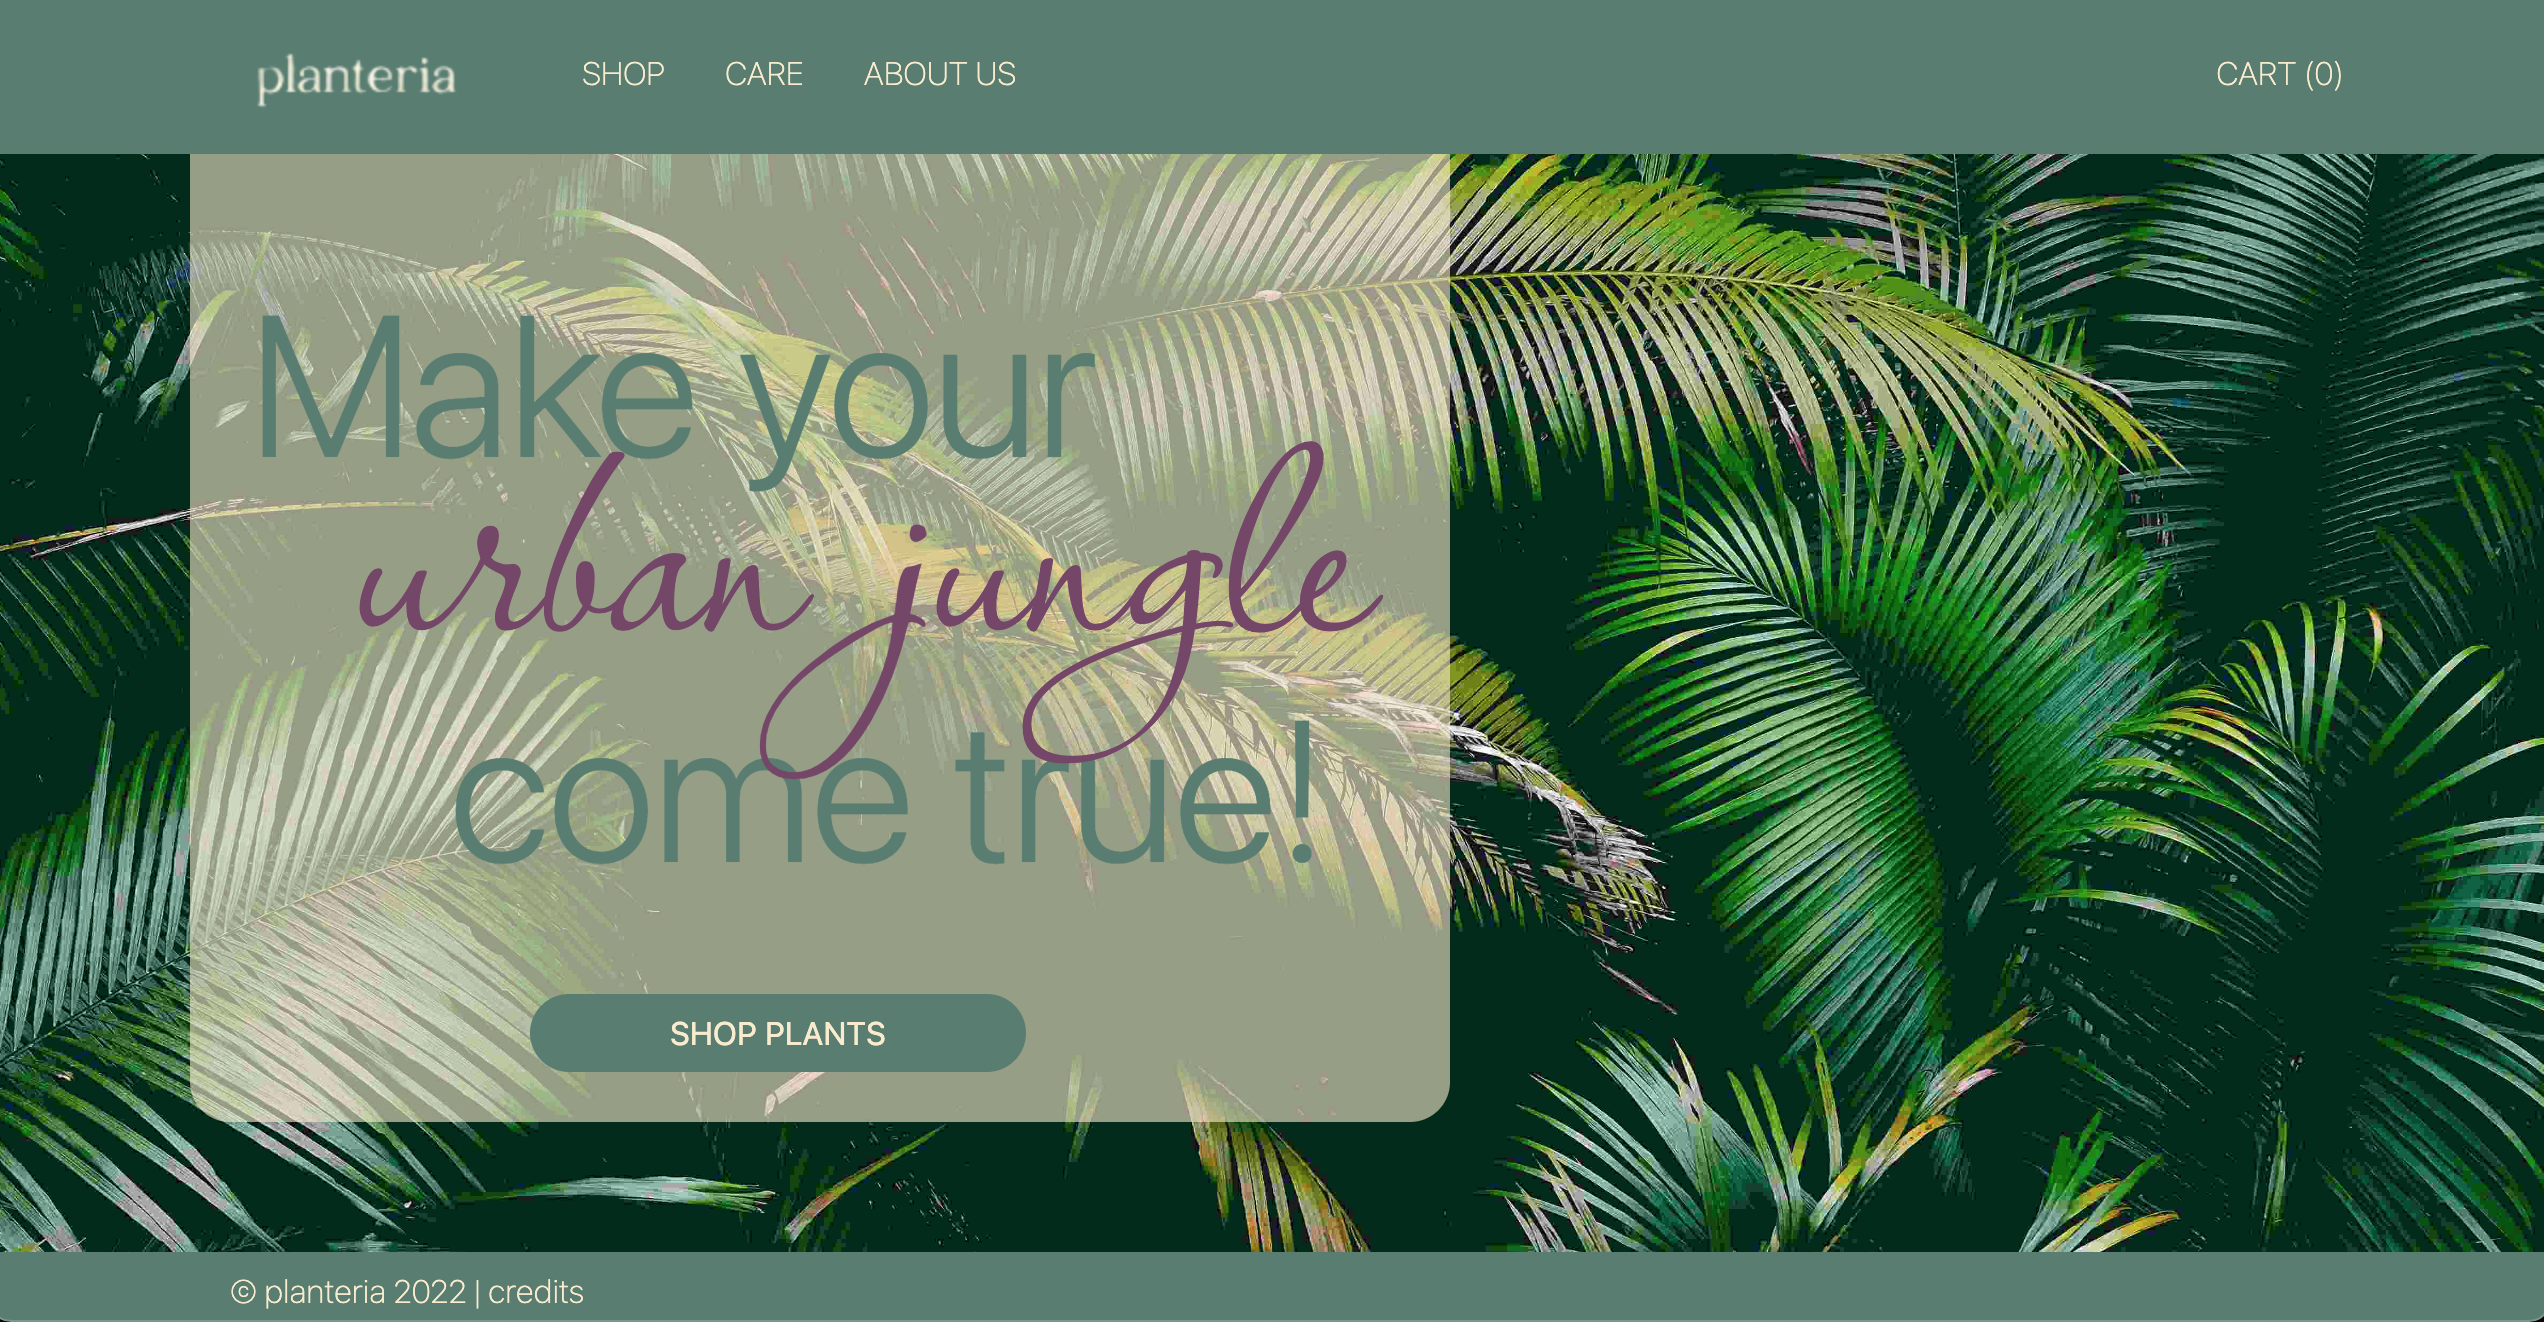 planteria
SHOP CARE ABOUT US
CART (0)
Make your
urban jungle
come true!
SHOP PLANTS
© planteria 2022 | credits